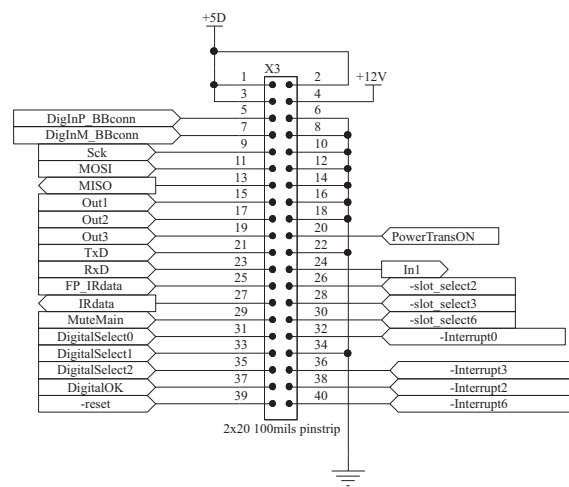 +5D
X3
+12V
1 2
3 4
DigInP_BBconn 5 6
DigInM_BBconn 7 8
Sck 9 10
MOSI 11 12
MISO 13 14
Out1 15 16
Out2 17 18
Out3 19 20 PowerTransON
TxD 21 22
RxD 23 24 In1
FP_IRdata 25 26 -slot_select2
IRdata 27 28 -slot_select3
MuteMain 29 30 -slot_select6
DigitalSelect0 31 32 -Interrupt0
DigitalSelect1 33 34
DigitalSelect2 35 36 -Interrupt3
DigitalOK 37 38 -Interrupt2
-reset 39 40 -Interrupt6
2x20 100mils pinstrip